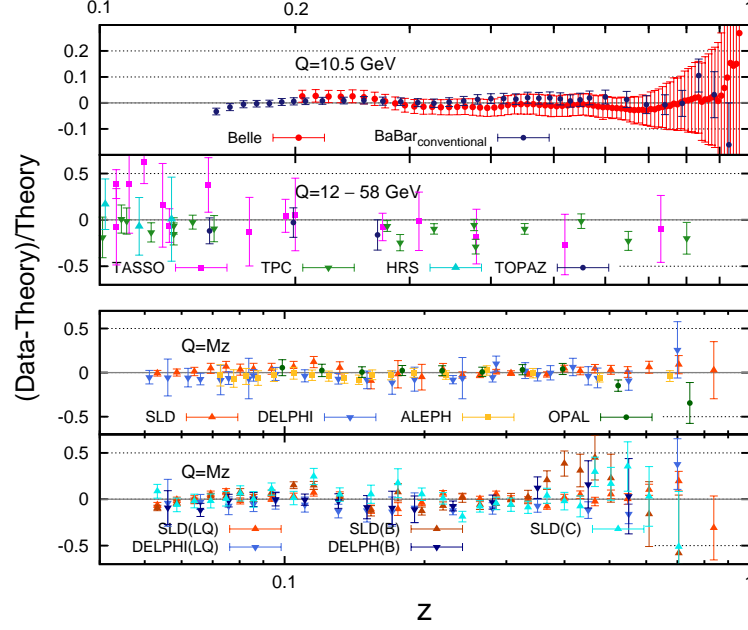 0.1 0.2 1
0.2
0.1
0
-0.1
Q=10.5 GeV
Belle BaBar conventional
0.5
0
-0.5
Q=12 – 58 GeV
TASSO TPC HRS TOPAZ
(Data-Theory)/Theory
0.5
0
-0.5
Q=Mz
SLD DELPHI ALEPH OPAL
0.5
0
-0.5
Q=Mz
SLD(LQ) SLD(B) SLD(C)
DELPHI(LQ) DELPH(B)
0.1 1
z